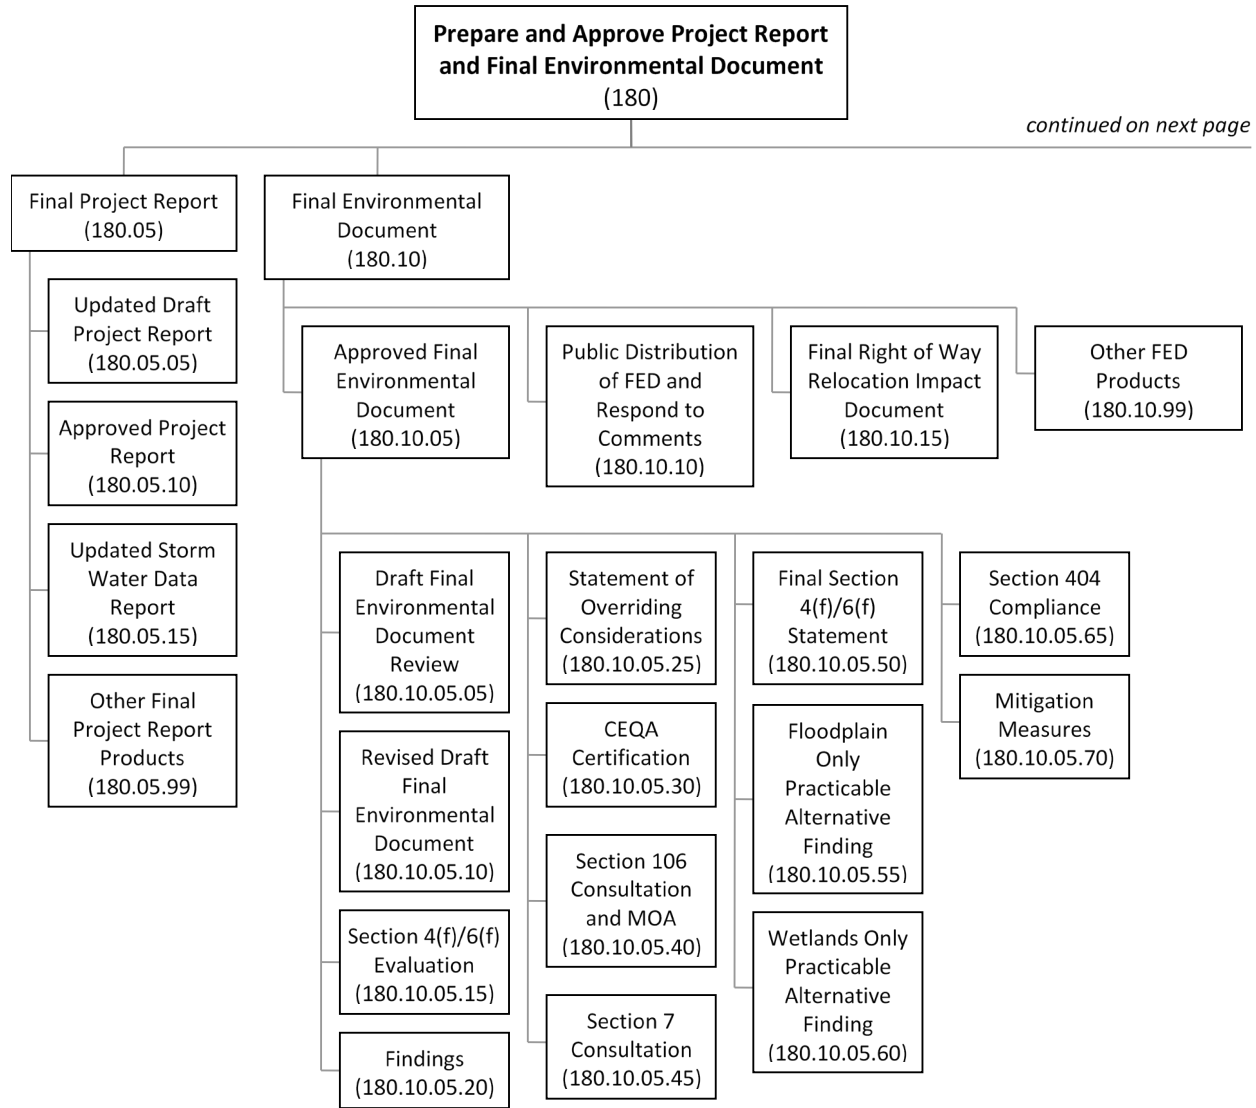 Prepare and Approve Project Report
and Final Environmental Document
(180)
continued on next page
Final Project Report
(180.05)
Updated Draft
Project Report
(180.05.05)
Approved Project
Report
(180.05.10)
Updated Storm
Water Data
Report
(180.05.15)
Other Final
Project Report
Products
(180.05.99)
Final Environmental
Document
(180.10)
Approved Final
Environmental
Document
(180.10.05)
Public Distribution
of FED and
Respond to
Comments
(180.10.10)
Final Right of Way
Relocation Impact
Document
(180.10.15)
Other FED
Products
(180.10.99)
Draft Final
Environmental
Document
Review
(180.10.05.05)
Revised Draft
Final
Environmental
Document
(180.10.05.10)
Section 4(f)/6(f)
Evaluation
(180.10.05.15)
Findings
(180.10.05.20)
Statement of
Overriding
Considerations
(180.10.05.25)
CEQA
Certification
(180.10.05.30)
Section 106
Consultation
and MOA
(180.10.05.40)
Section 7
Consultation
(180.10.05.45)
Final Section
4(f)/6(f)
Statement
(180.10.05.50)
Floodplain
Only
Practicable
Alternative
Finding
(180.10.05.55)
Wetlands Only
Practicable
Alternative
Finding
(180.10.05.60)
Section 404
Compliance
(180.10.05.65)
Mitigation
Measures
(180.10.05.70)